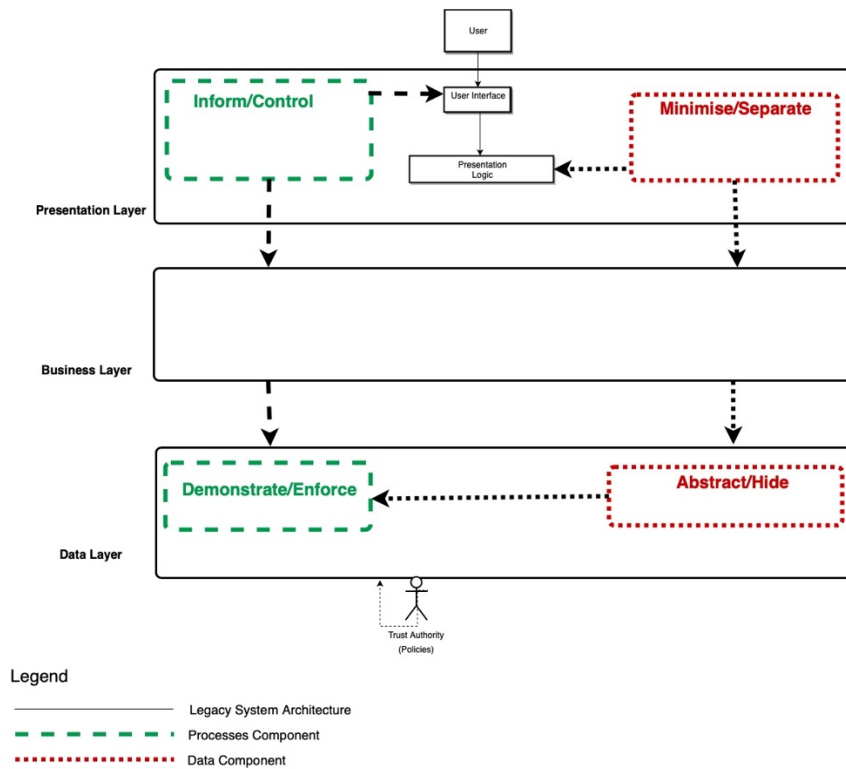 User
Inform/Control
User Interface
Minimise/Separate
Presentation
Logic
Presentation Layer
Business Layer
Demonstrate/Enforce
Abstract/Hide
Data Layer
Trust Authority
(Policies)
Legend
Legacy System Architecture
Processes Component
Data Component